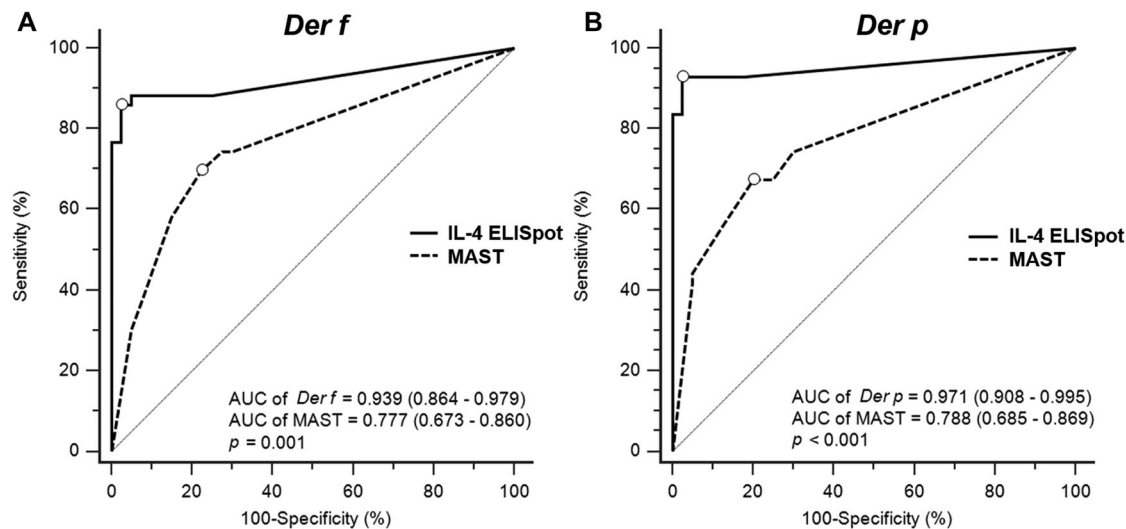 A
Der f
100
80
60
40
20
0
Sensitivity (%)
IL-4 ELISpot
MAST
AUC of Der f = 0.939 (0.864 - 0.979)
AUC of MAST = 0.777 (0.673 - 0.860)
p = 0.001
0 20 40 60 80 100
100-Specificity (%)
B
Der p
100
80
60
40
20
0
Sensitivity (%)
IL-4 ELISpot
MAST
AUC of Der p = 0.971 (0.908 - 0.995)
AUC of MAST = 0.788 (0.685 - 0.869)
p < 0.001
0 20 40 60 80 100
100-Specificity (%)